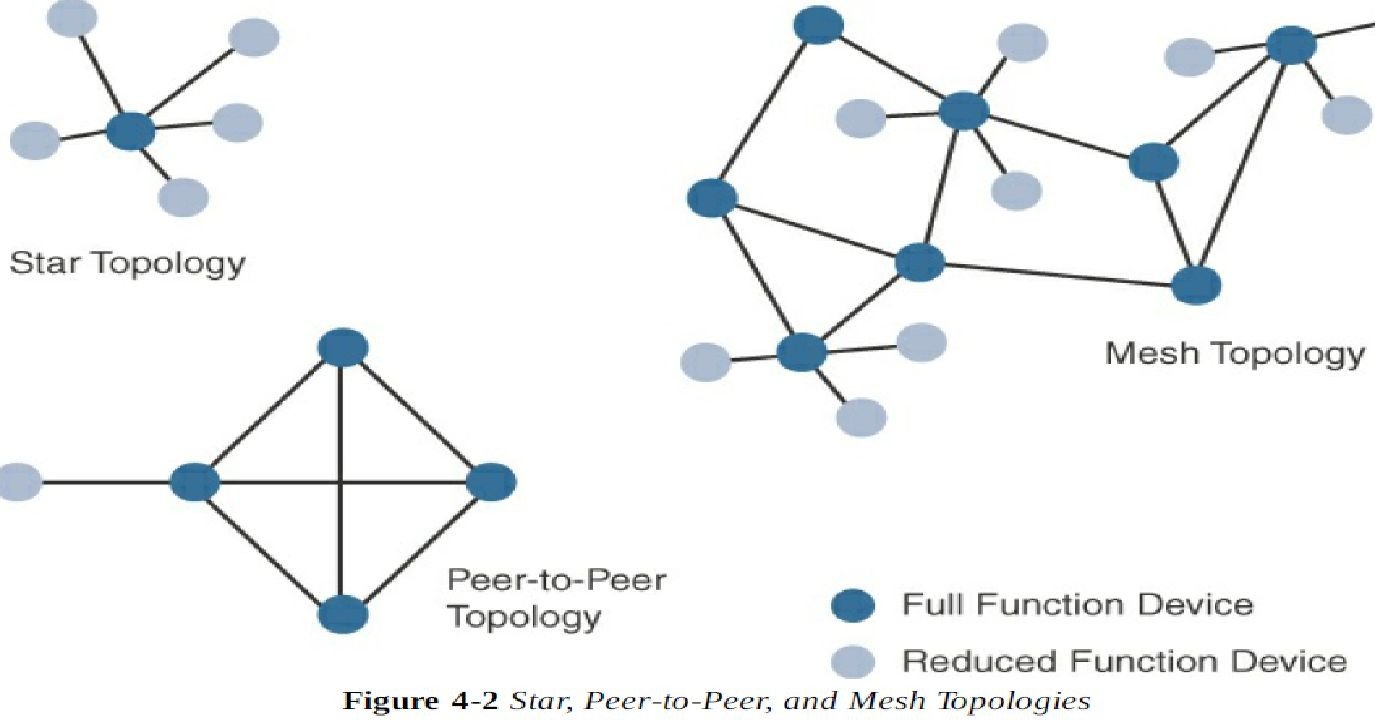 Star Topology
Mesh Topology
Peer-to-Peer
Topology
Full Function Device
Reduced Function Device
Figure 4-2 Star, Peer-to-Peer, and Mesh Topologies